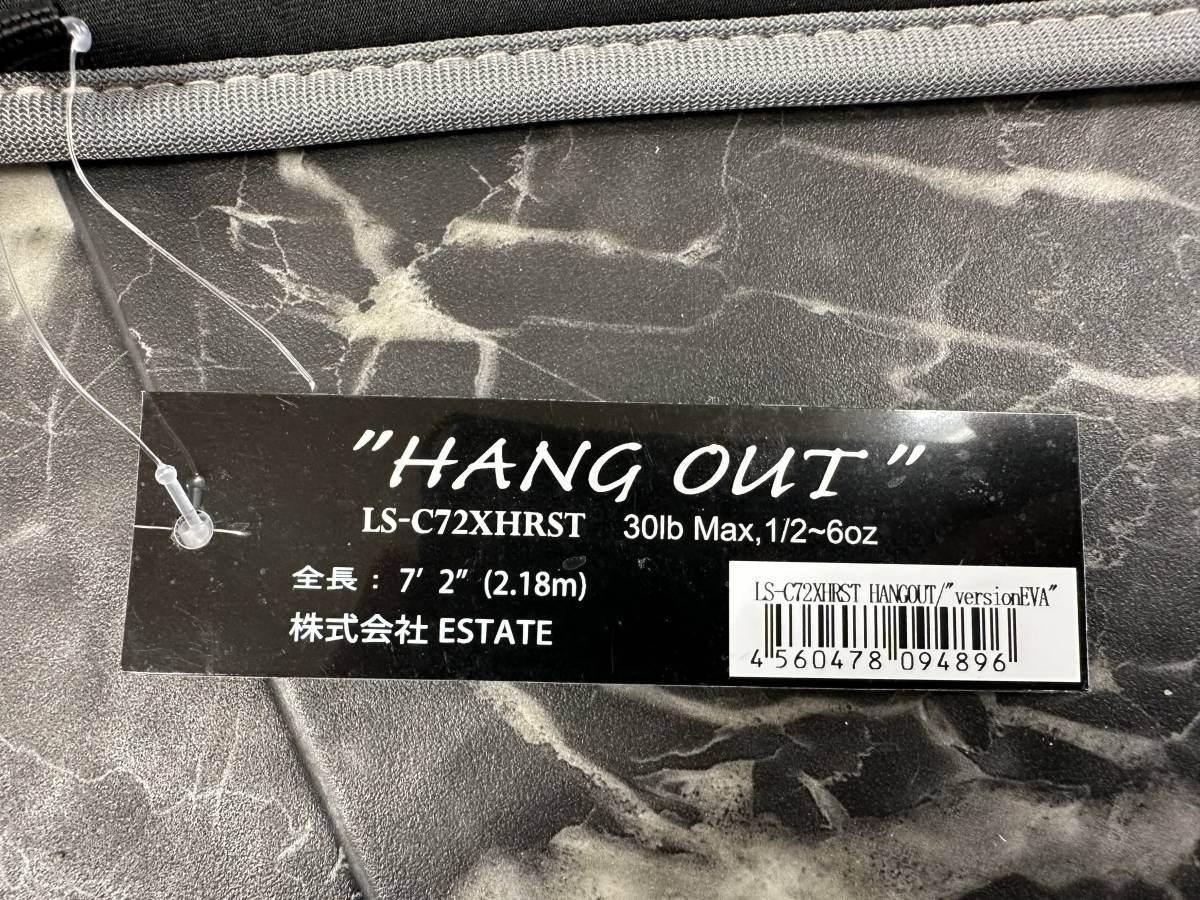 "HANG OUT"
LS-C72XHRST 30lb Max,1/2~6oz
全長： 7' 2" (2.18m)
株式会社 ESTATE
LS-C72XHRST HANGOUT/"versionEVA"
4 560478 094896